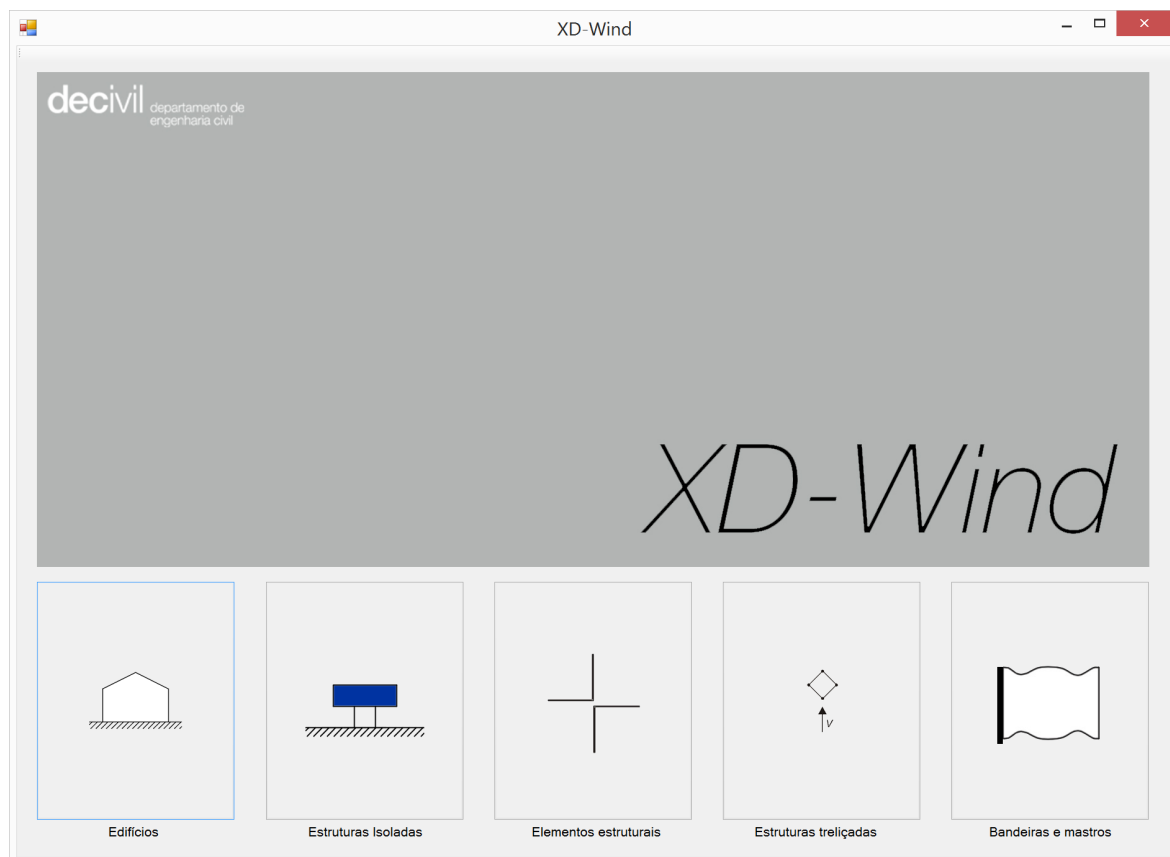 XD-Wind
decivil departamento de
engenharia civil
XD-Wind
V
Edifícios
Estruturas Isoladas
Elementos estruturais
Estruturas treliçadas
Bandeiras e mastros